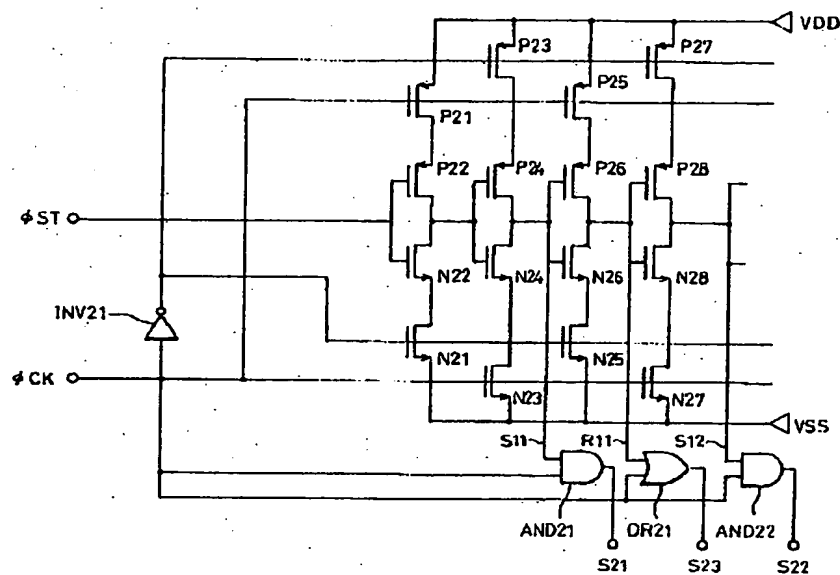 VDD
P23
P27
P25
P21
P22
P24
P26
P28
φST
N22
N24
N26
N28
INV21
N21
N25
φCK
N23
N27
VSS
S11
R11
S12
AND21
OR21
AND22
S21
S23
S22